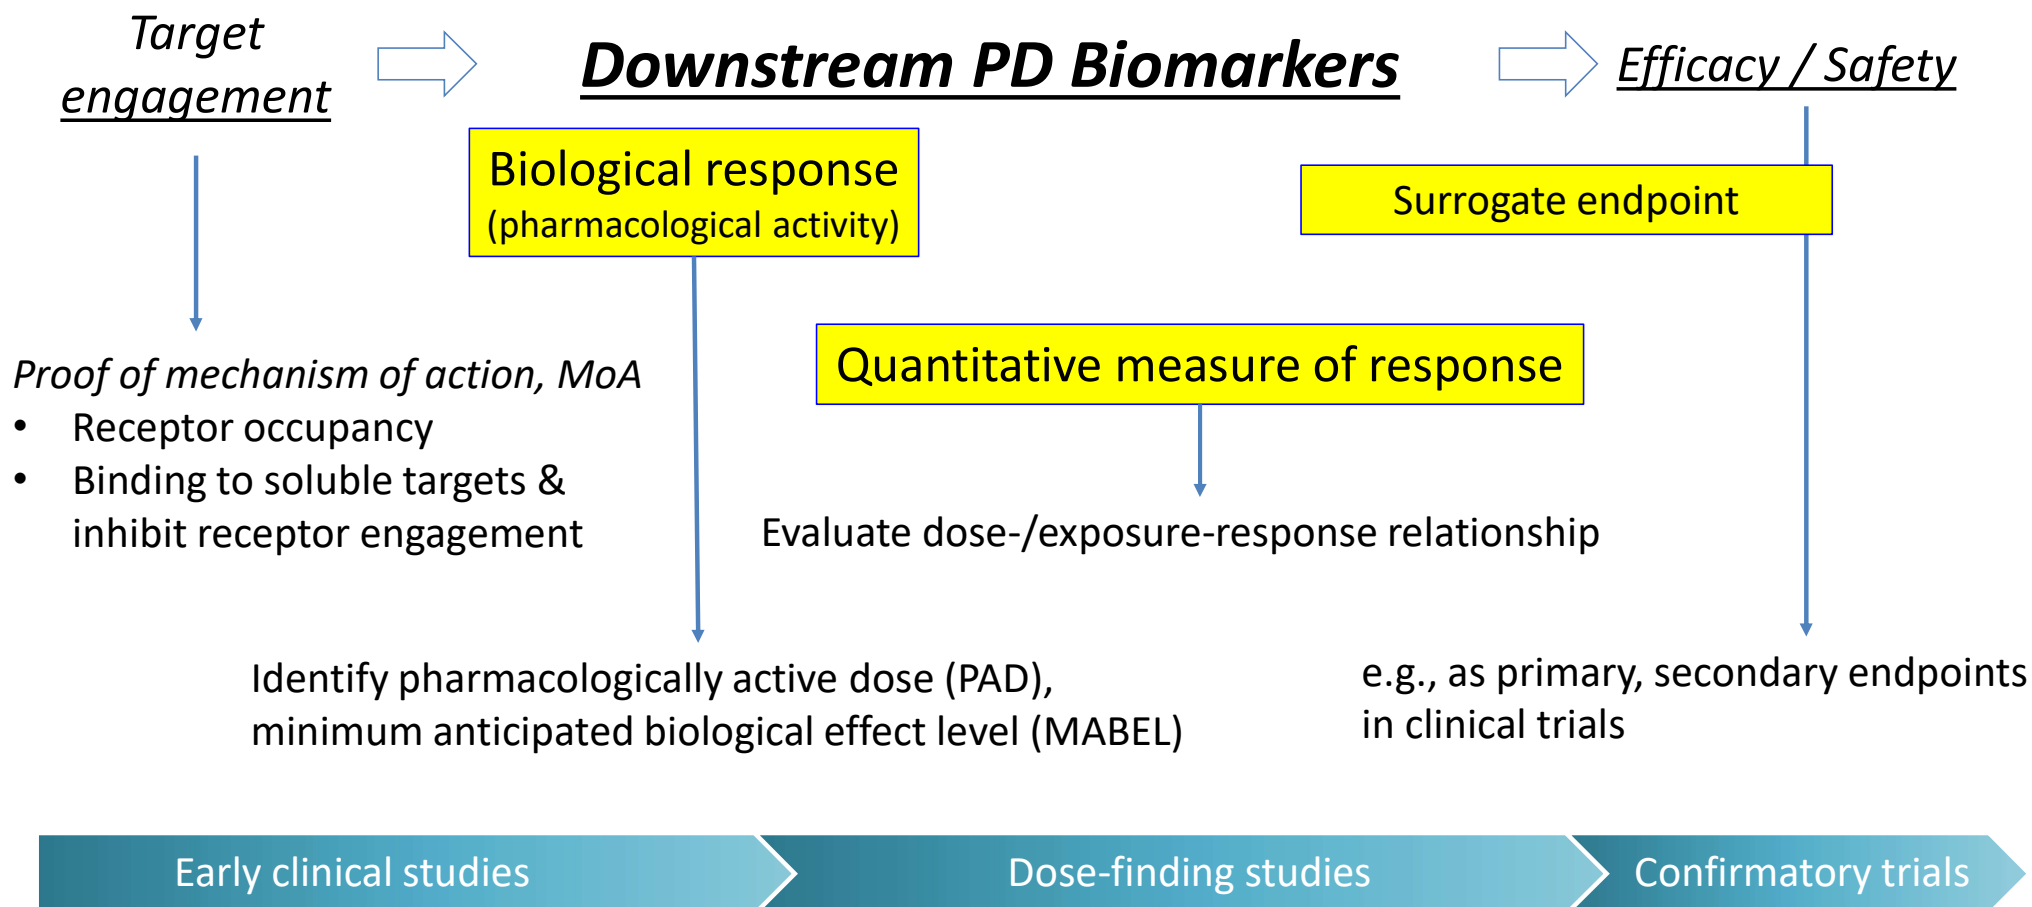 Target
engagement
Downstream PD Biomarkers
Efficacy / Safety
Biological response
(pharmacological activity)
Surrogate endpoint
Quantitative measure of response
Proof of mechanism of action, MoA
• Receptor occupancy
• Binding to soluble targets &
inhibit receptor engagement
Evaluate dose-/exposure-response relationship
Identify pharmacologically active dose (PAD),
minimum anticipated biological effect level (MABEL)
e.g., as primary, secondary endpoints
in clinical trials
Early clinical studies
Dose-finding studies
Confirmatory trials